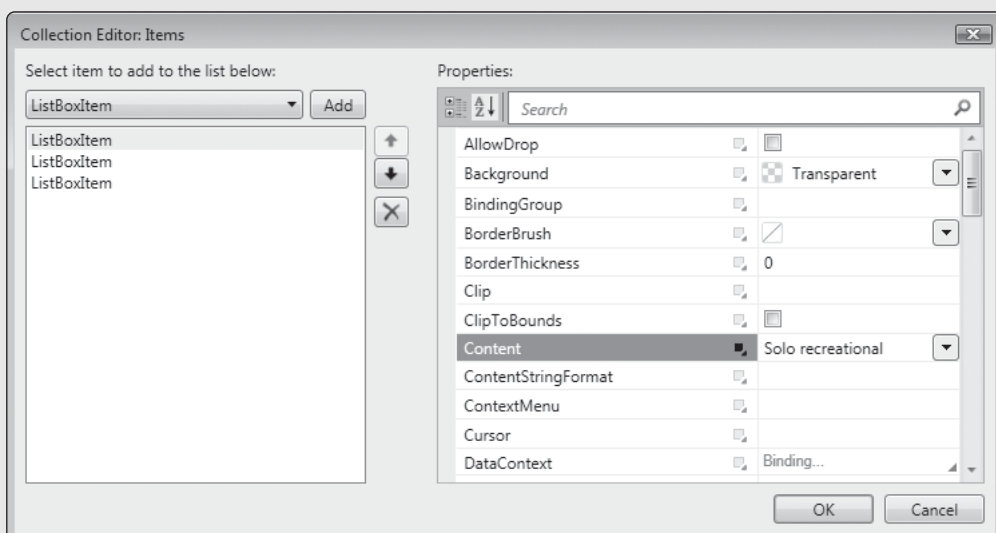 Collection Editor: Items
Select item to add to the list below:
ListBoxItem
Add
ListBoxItem
ListBoxItem
ListBoxItem
Properties:
Search
AllowDrop
Background Transparent
BindingGroup
BorderBrush
BorderThickness 0
Clip
ClipToBounds
Content Solo recreational
ContentStringFormat
ContextMenu
Cursor
DataContext Binding...
OK Cancel